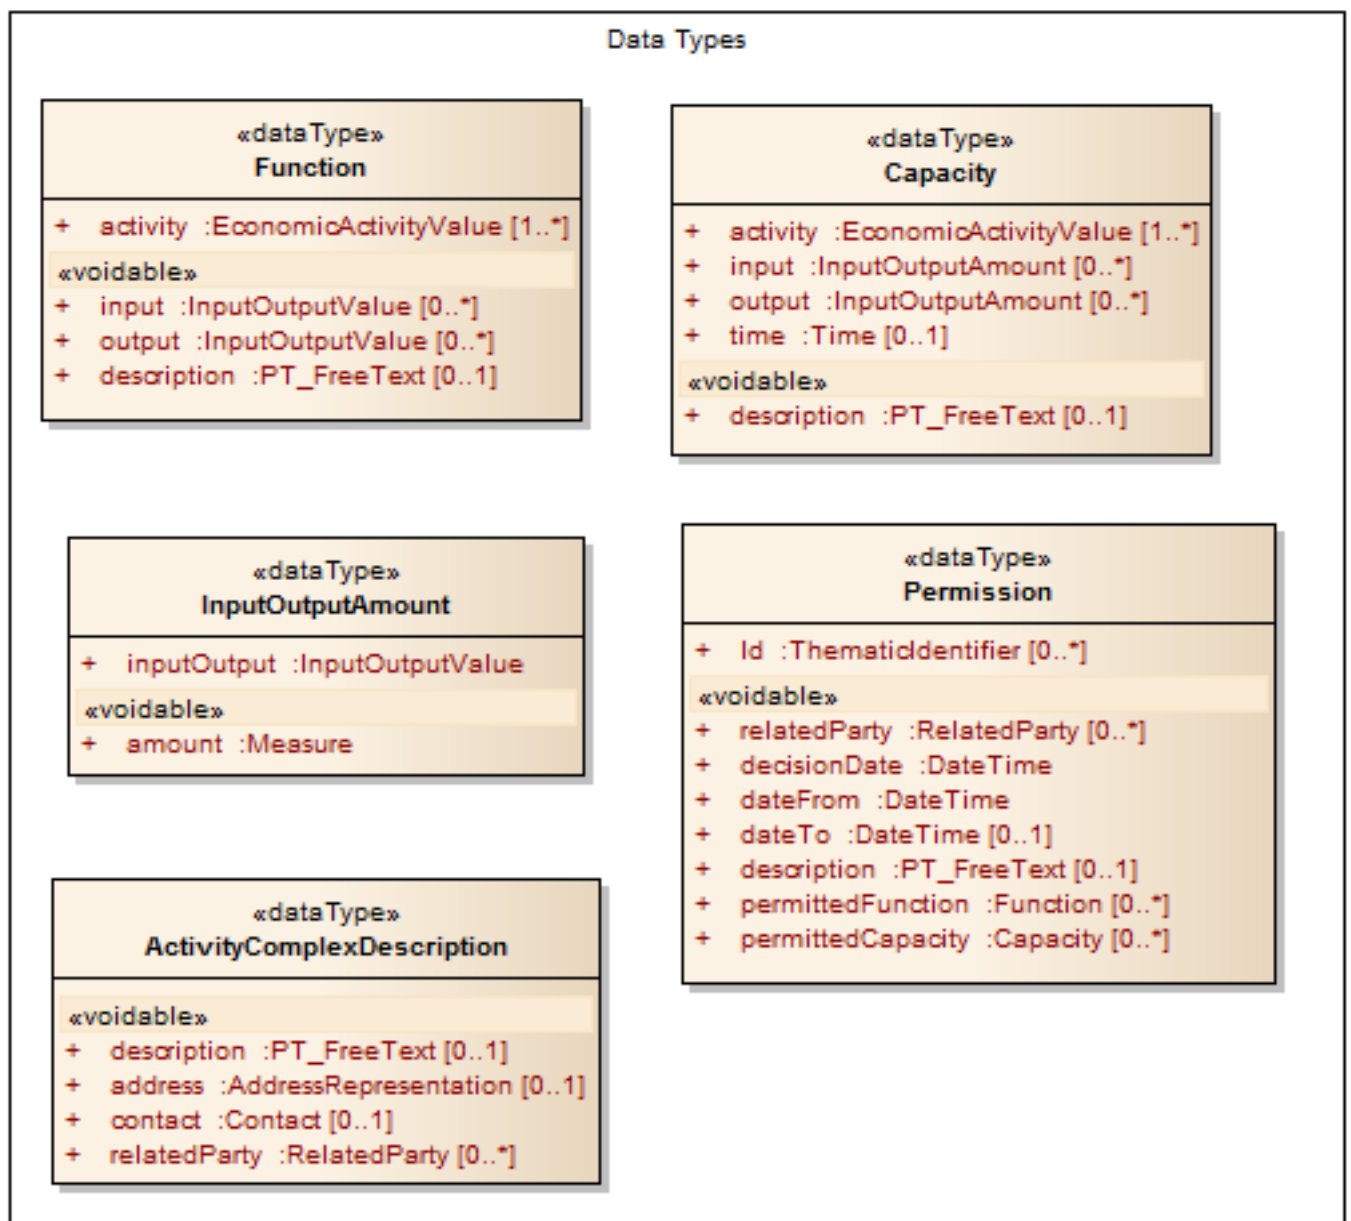 Data Types
«dataType»
Function
+ activity :EconomicActivityValue [1..*]
«voidable»
+ input :InputOutputValue [0..*]
+ output :InputOutputValue [0..*]
+ description :PT_FreeText [0..1]
«dataType»
Capacity
+ activity :EconomicActivityValue [1..*]
+ input :InputOutputAmount [0..*]
+ output :InputOutputAmount [0..*]
+ time :Time [0..1]
«voidable»
+ description :PT_FreeText [0..1]
«dataType»
InputOutputAmount
+ inputOutput :InputOutputValue
«voidable»
+ amount :Measure
«dataType»
Permission
+ Id :ThematicIdentifier [0..*]
«voidable»
+ relatedParty :RelatedParty [0..*]
+ decisionDate :DateTime
+ dateFrom :DateTime
+ dateTo :DateTime [0..1]
+ description :PT_FreeText [0..1]
+ permittedFunction :Function [0..*]
+ permittedCapacity :Capacity [0..*]
«dataType»
ActivityComplexDescription
«voidable»
+ description :PT_FreeText [0..1]
+ address :AddressRepresentation [0..1]
+ contact :Contact [0..1]
+ relatedParty :RelatedParty [0..*]